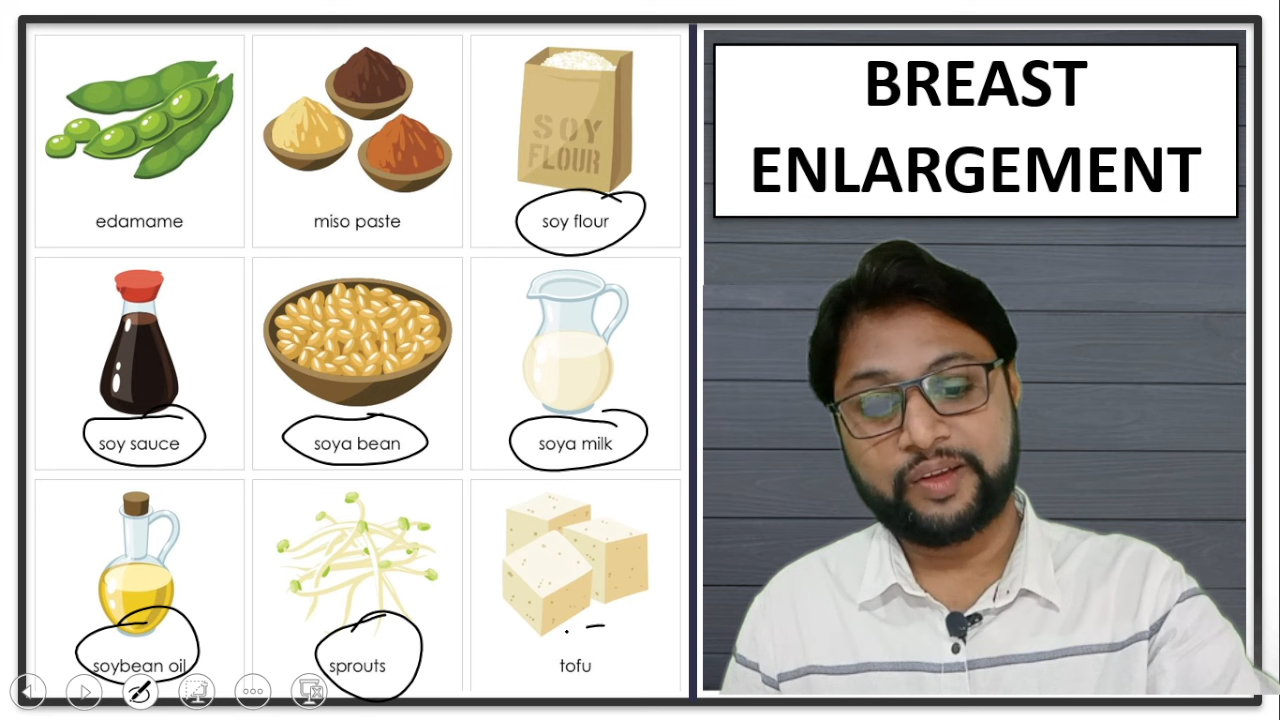 SOY
FLOUR
edamame
miso paste
soy flour
soy sauce
soya bean
soya milk
soybean oil
sprouts
tofu
BREAST
ENLARGEMENT